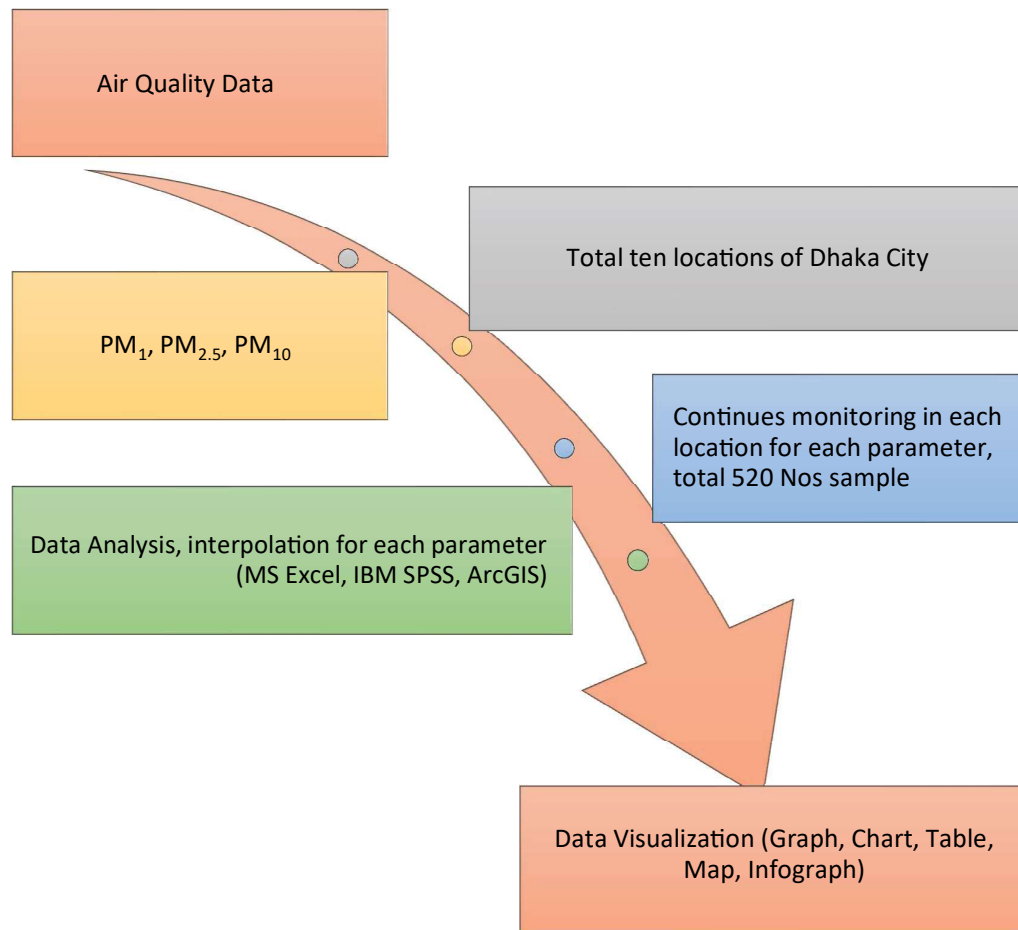 Air Quality Data
Total ten locations of Dhaka City
PM₁, PM₂.₅, PM₁₀
Continues monitoring in each
location for each parameter,
total 520 Nos sample
Data Analysis, interpolation for each parameter
(MS Excel, IBM SPSS, ArcGIS)
Data Visualization (Graph, Chart, Table,
Map, Infograph)